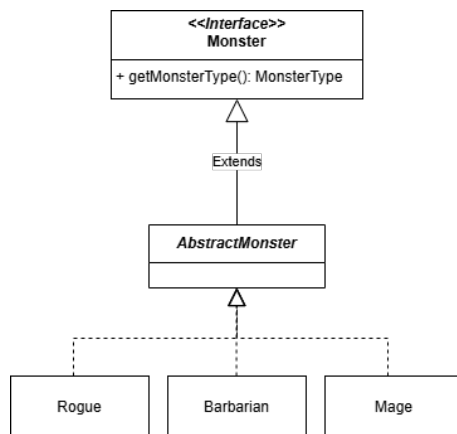 <<Interface>>
Monster
+ getMonsterType(): MonsterType
Extends
AbstractMonster
Rogue
Barbarian
Mage